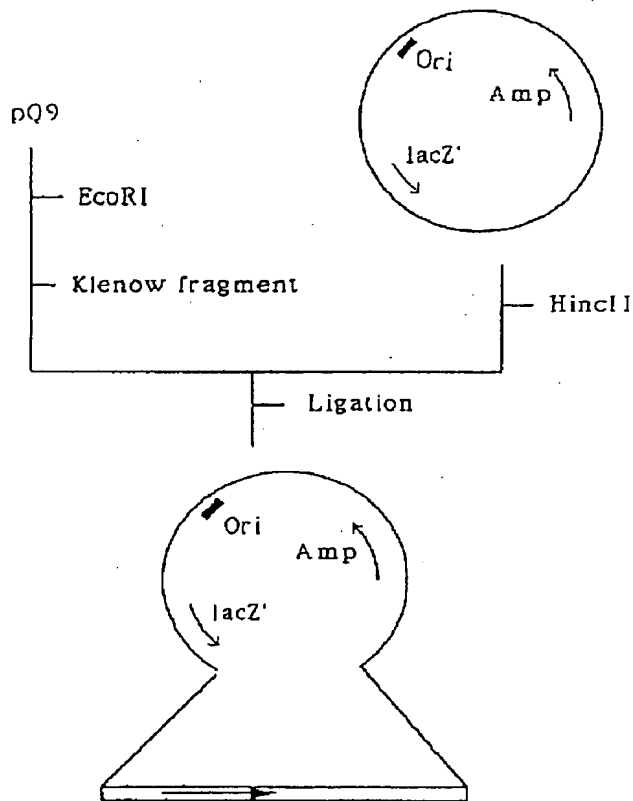 Ori
Amp
pQ9
lacZ'
EcoRI
Klenow fragment
HincII
Ligation
Ori
Amp
lacZ'